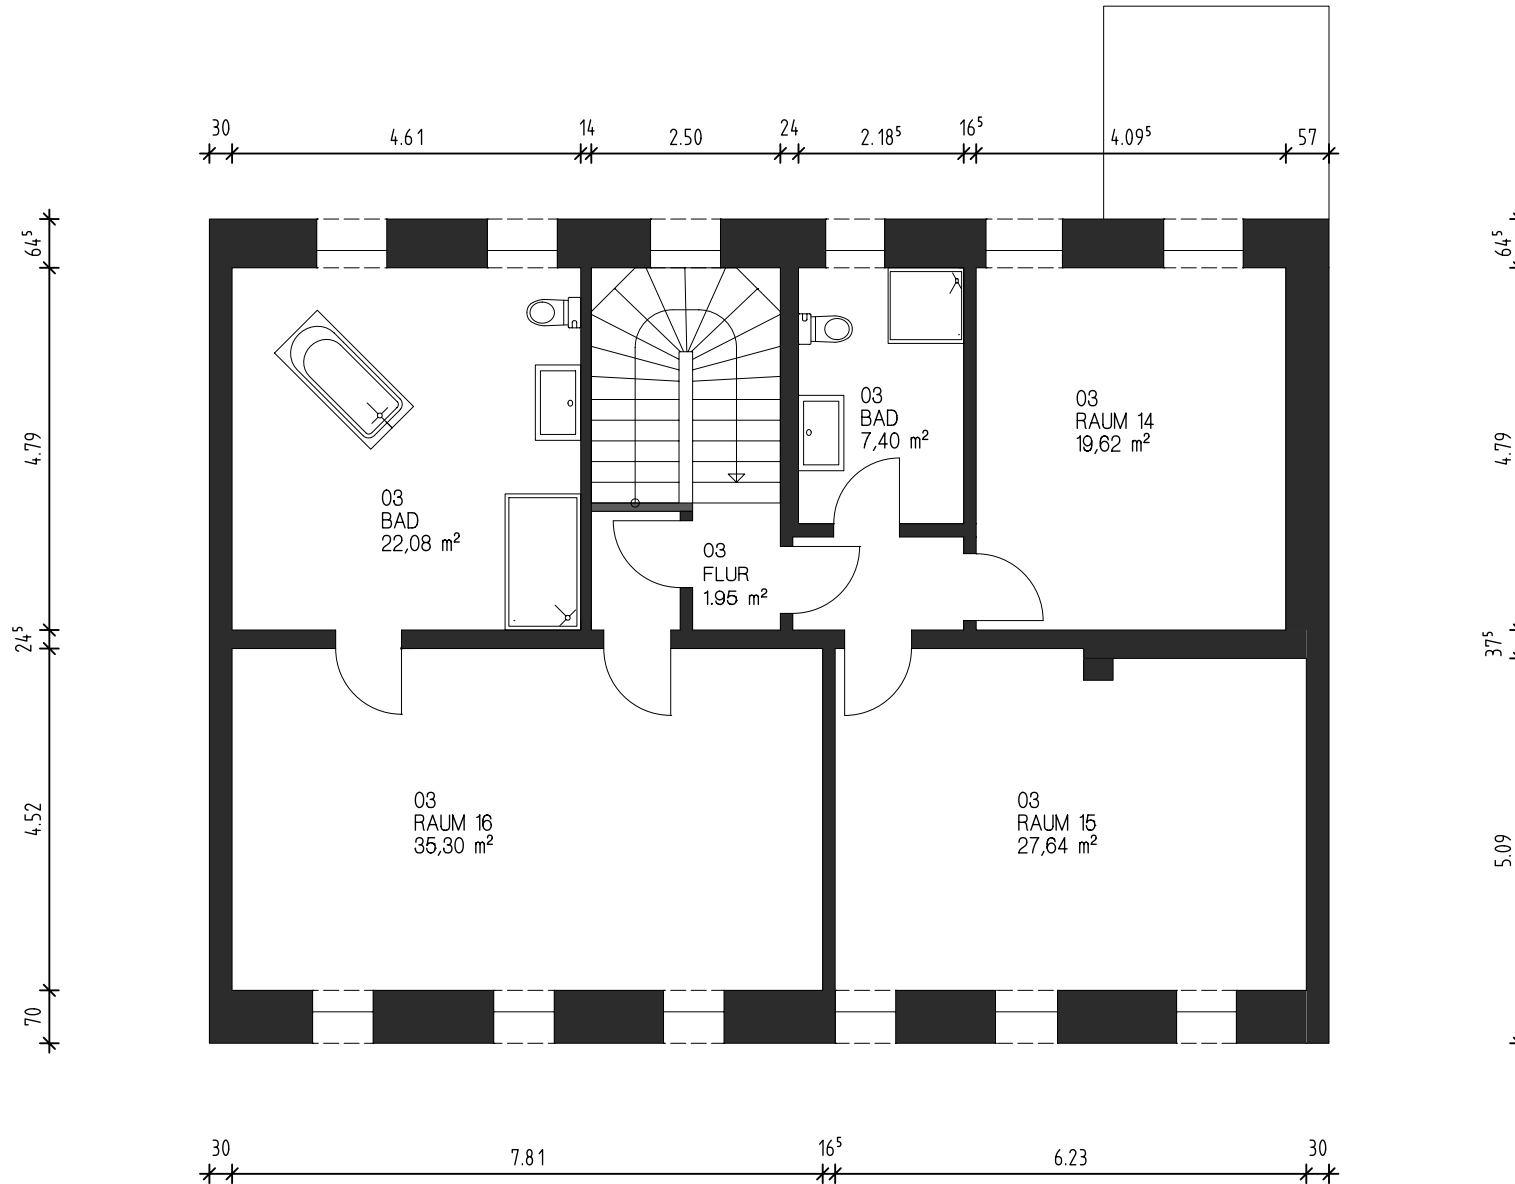 30
4.61
14
2.50
24
2.18⁵
16⁵
4.09⁵
57
64⁵
4.79
24⁵
4.52
70
64⁵
4.79
37⁵
5.09
03
BAD
22,08 m²
03
BAD
7,40 m²
03
RAUM 14
19,62 m²
03
FLUR
1.95 m²
03
RAUM 16
35,30 m²
03
RAUM 15
27,64 m²
30
7.81
16⁵
6.23
30